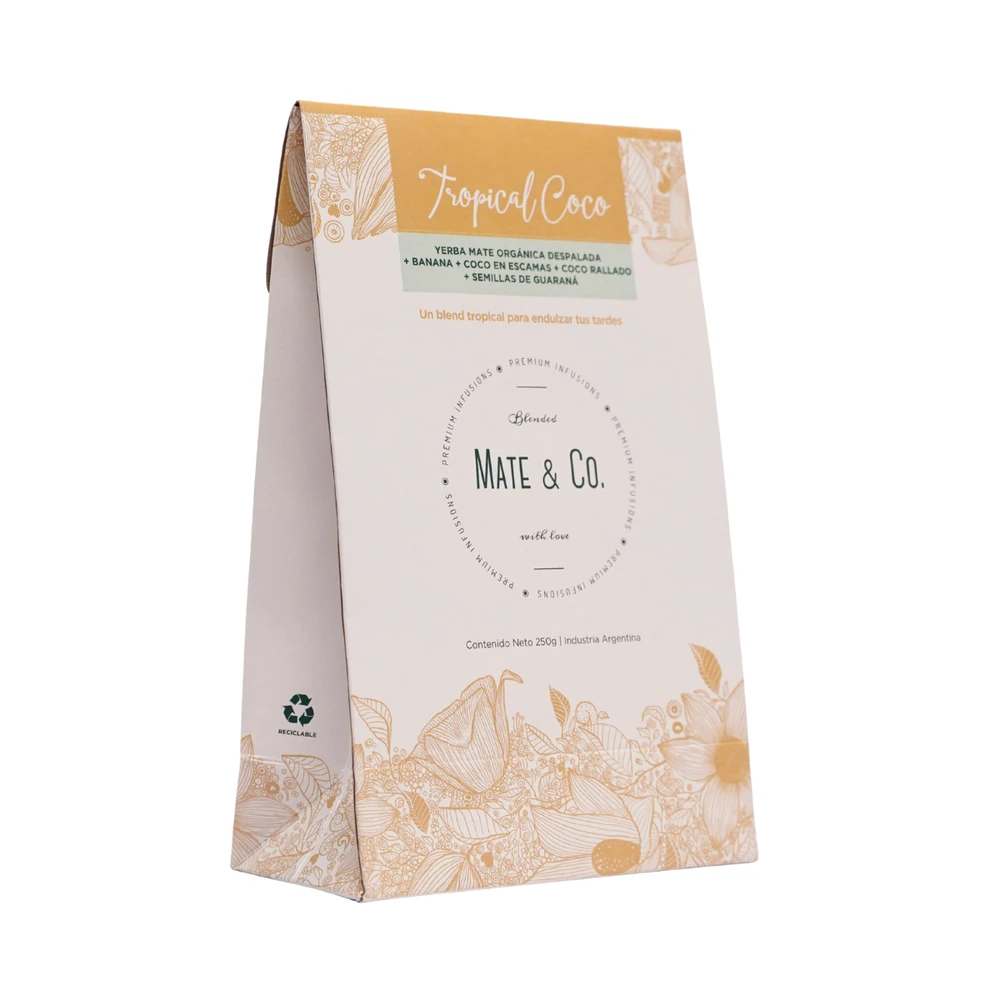 Tropical Coco
YERBA MATE ORGÁNICA DESPALADA
+ BANANA + COCO EN ESCAMAS + COCO RALLADO
+ SEMILLAS DE GUARANÁ
Un blend tropical para endulzar tus tardes
PREMIUM INFUSIONS PREMIUM INFUSIONS PREMIUM INFUSIONS PREMIUM INFUSIONS PREMIUM INFUSIONS
Blended
MATE & CO.
with love
Contenido Neto 250g | Industria Argentina
RECICLABLE